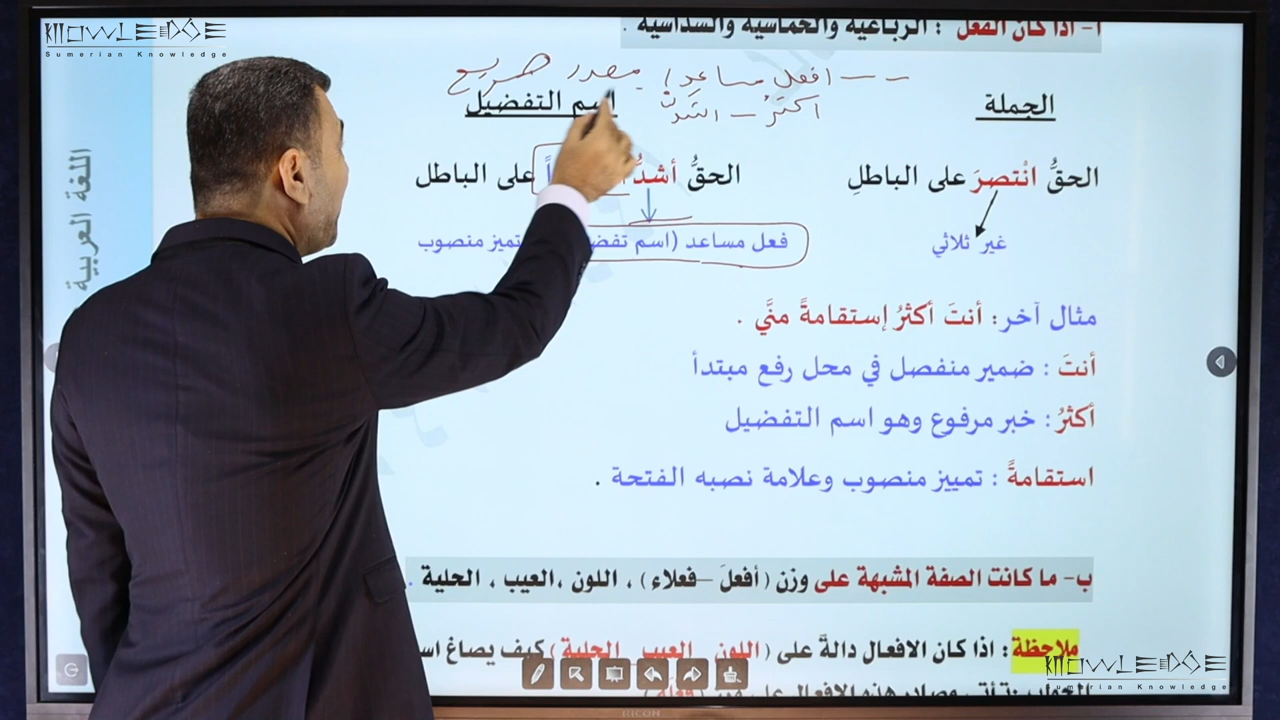 KNOWLEDGE
Sumerian Knowledge
أ- اذا كان الفعل : الرباعية والخماسية والسداسية .
افعل مساعد مصدر صريح
اكثرُ - اشدّ
الجملة
اسم التفضيل
الحقُّ انْتصرَ على الباطلِ
الحقُّ أشدُّ على الباطل
غير ثلاثي
فعل مساعد (اسم تميز منصوب
مثال آخر: أنتَ أكثرُ إستقامةً منَّي .
أنتَ : ضمير منفصل في محل رفع مبتدأ
أكثرُ : خبر مرفوع وهو اسم التفضيل
استقامةً : تمييز منصوب وعلامة نصبه الفتحة .
ب- ما كانت الصفة المشبهة على وزن ( أفعلَ –فعلاء ) ، اللون ،العيب ، الحلية .
ملاحظة : اذا كان الافعال دالةً على ( اللون العيب الحلية ) كيف يصاغ
اللغة العربية
KNOWLEDGE
Sumerian Knowledge
RICOH